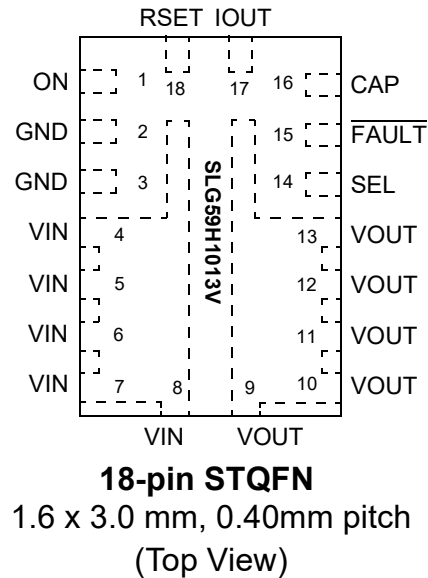 RSET IOUT
ON 1 18 17 16 CAP
GND 2 15 FAULT
GND 3 14 SEL
SLG59H1013V
VIN 4 13 VOUT
VIN 5 12 VOUT
VIN 6 11 VOUT
VIN 7 8 9 10 VOUT
VIN VOUT
18-pin STQFN
1.6 x 3.0 mm, 0.40mm pitch
(Top View)